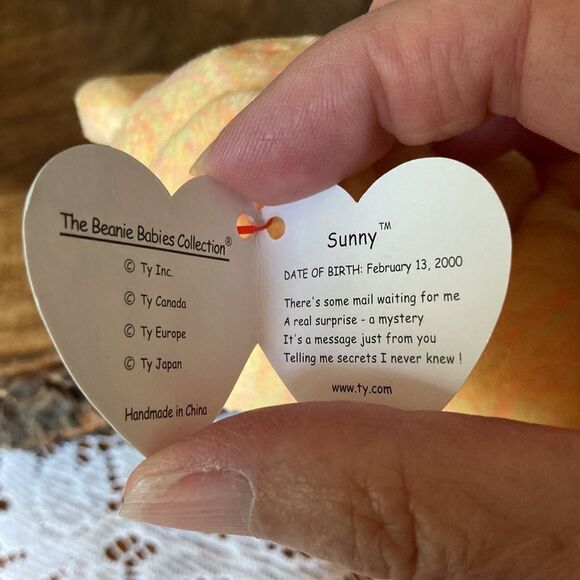 The Beanie Babies Collection®
© Ty Inc.
© Ty Canada
© Ty Europe
© Ty Japan
Handmade in China
Sunny™
DATE OF BIRTH: February 13, 2000
There's some mail waiting for me
A real surprise - a mystery
It's a message just from you
Telling me secrets I never knew !
www.ty.com